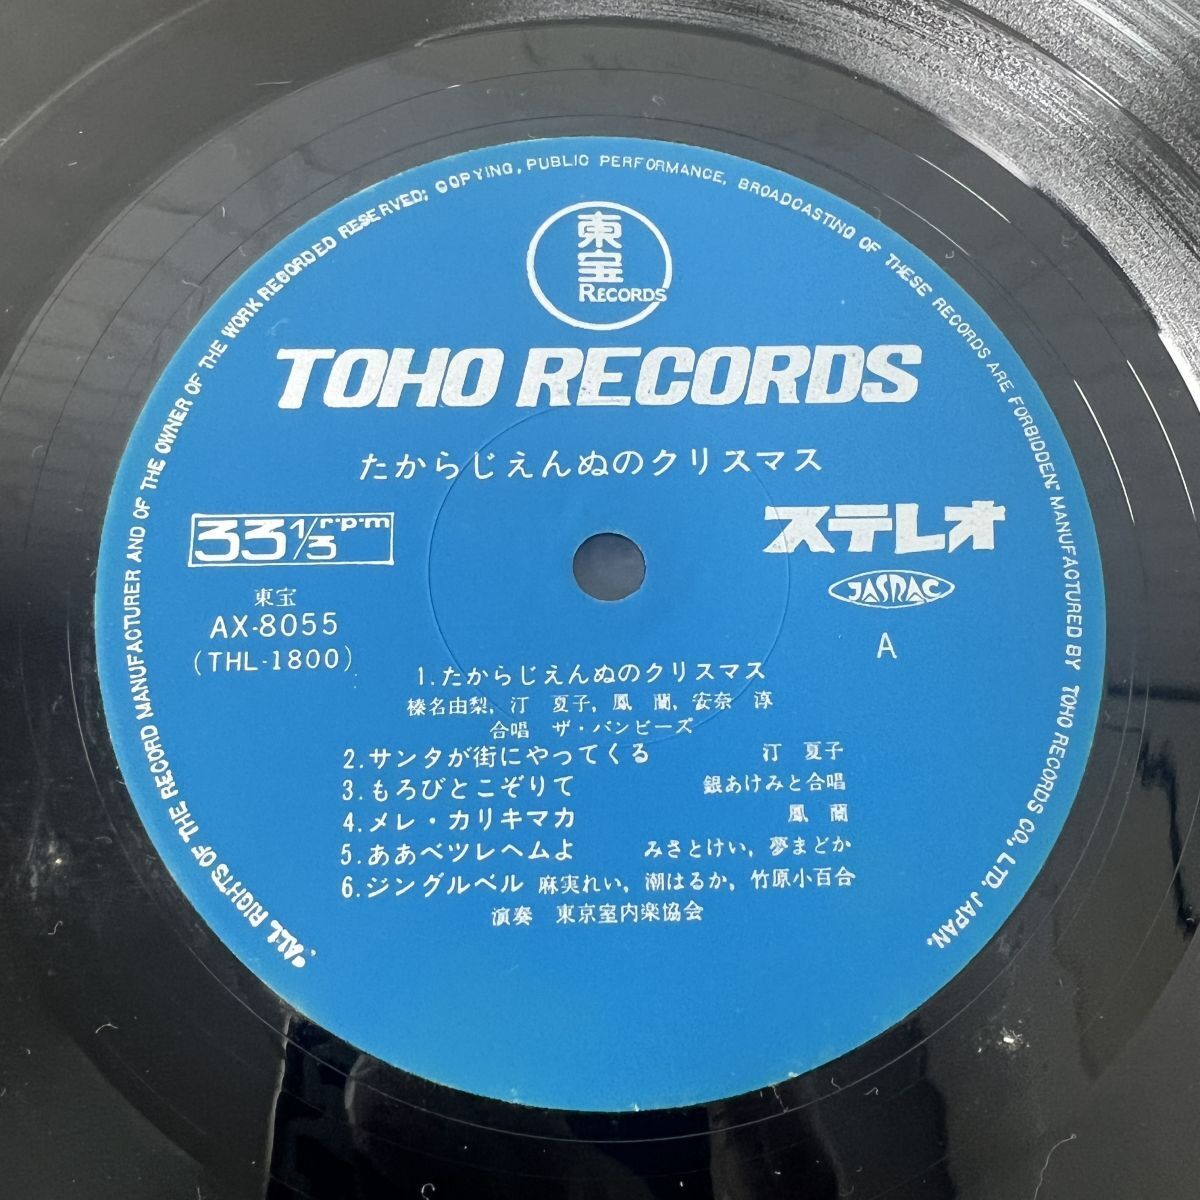 "ALL RIGHTS OF THE RECORD MANUFACTURER AND OF THE OWNER OF THE WORK RECORDED RESERVED; COPYING, PUBLIC PERFORMANCE, BROADCASTING OF THESE RECORDS ARE FORBIDDEN." MANUFACTURED BY TOHO RECORDS CO., LTD. JAPAN.
東宝
RECORDS
TOHO RECORDS
たからじえんぬのクリスマス
33 1/3 r·p·m
ステレオ
JASRAC
東宝
AX-8055
(THL-1800)
A
1.たからじえんぬのクリスマス
榛名由梨, 汀 夏子, 鳳 蘭, 安奈 淳
合唱 ザ・バンビーズ
2.サンタが街にやってくる 汀 夏子
3.もろびとこぞりて 銀あけみと合唱
4.メレ・カリキマカ 鳳 蘭
5.ああベツレヘムよ みさとけい, 夢まどか
6.ジングルベル 麻実れい, 潮はるか, 竹原小百合
演奏 東京室内楽協会